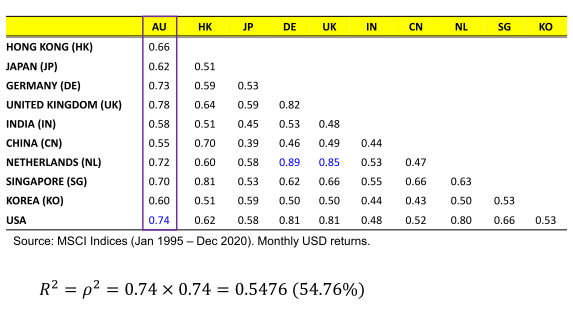 AU HK JP DE UK IN CN NL SG KO
HONG KONG (HK) 0.66
JAPAN (JP) 0.62 0.51
GERMANY (DE) 0.73 0.59 0.53
UNITED KINGDOM (UK) 0.78 0.64 0.59 0.82
INDIA (IN) 0.58 0.51 0.45 0.53 0.48
CHINA (CN) 0.55 0.70 0.39 0.46 0.49 0.44
NETHERLANDS (NL) 0.72 0.60 0.58 0.89 0.85 0.53 0.47
SINGAPORE (SG) 0.70 0.81 0.53 0.62 0.66 0.55 0.66 0.63
KOREA (KO) 0.60 0.51 0.59 0.50 0.50 0.44 0.43 0.50 0.53
USA 0.74 0.62 0.58 0.81 0.81 0.48 0.52 0.80 0.66 0.53
Source: MSCI Indices (Jan 1995 – Dec 2020). Monthly USD returns.
R² = ρ² = 0.74 × 0.74 = 0.5476 (54.76%)